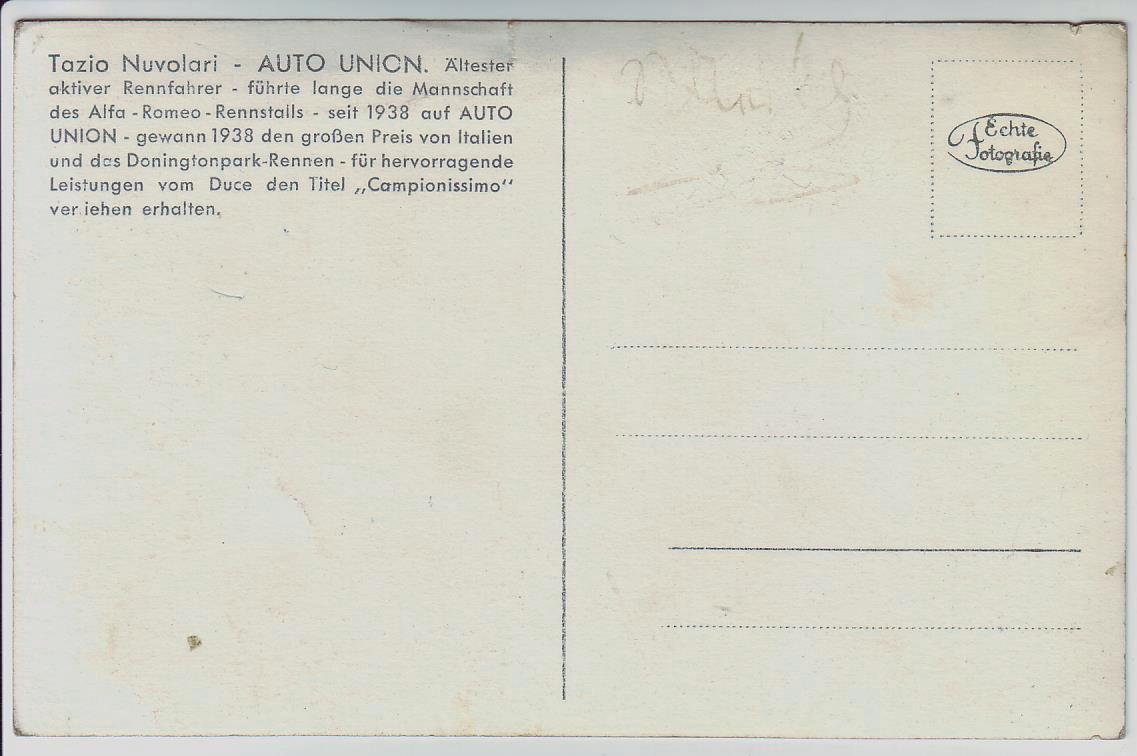 Tazio Nuvolari - AUTO UNION. Ältester
aktiver Rennfahrer - führte lange die Mannschaft
des Alfa-Romeo-Rennstalls - seit 1938 auf AUTO
UNION - gewann 1938 den großen Preis von Italien
und das Doningtonpark-Rennen - für hervorragende
Leistungen vom Duce den Titel „Campionissimo“
verliehen erhalten.
Echte
Fotografie